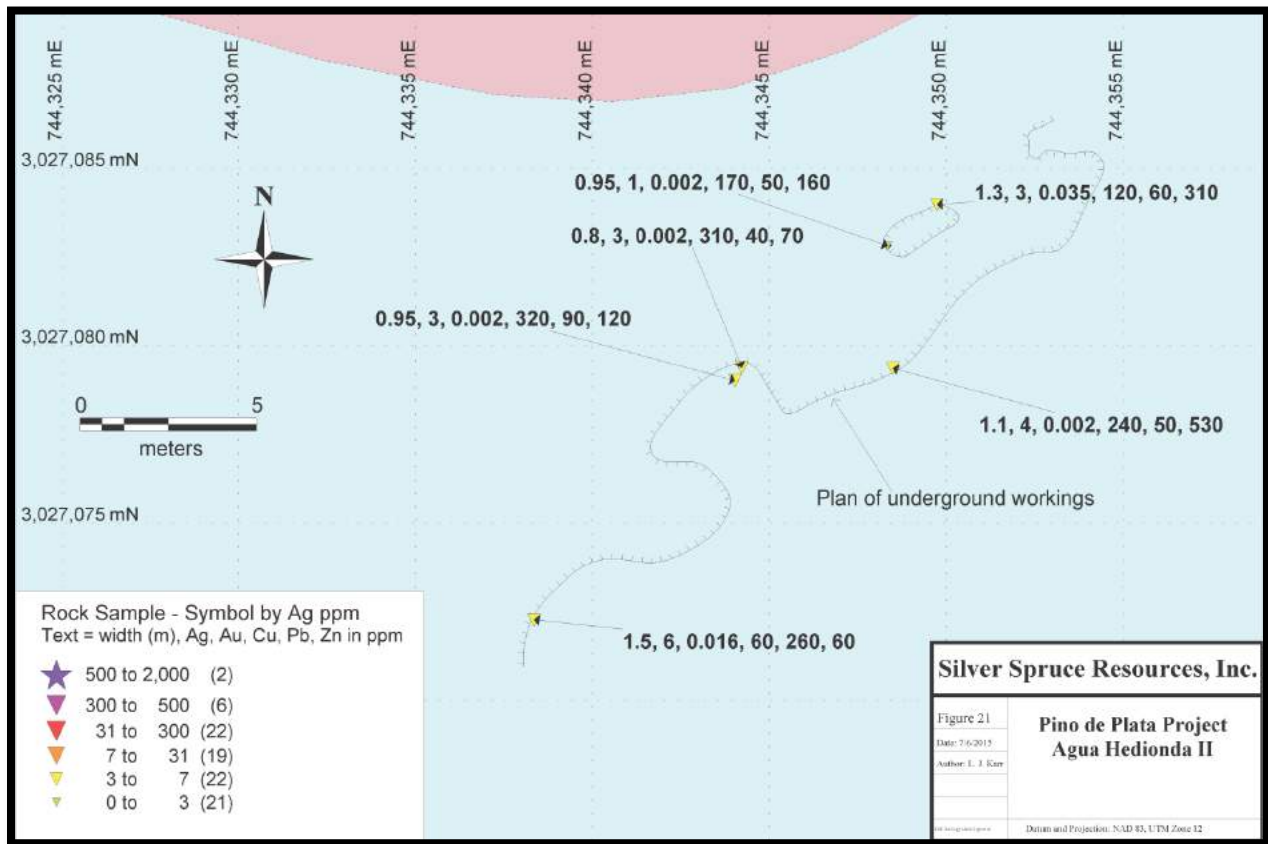 744,325 mE
744,330 mE
744,335 mE
744,340 mE
744,345 mE
744,350 mE
744,355 mE
3,027,085 mN
0.95, 1, 0.002, 170, 50, 160
1.3, 3, 0.035, 120, 60, 310
N
0.8, 3, 0.002, 310, 40, 70
0.95, 3, 0.002, 320, 90, 120
3,027,080 mN
0 5
meters
1.1, 4, 0.002, 240, 50, 530
Plan of underground workings
3,027,075 mN
1.5, 6, 0.016, 60, 260, 60
Rock Sample - Symbol by Ag ppm
Text = width (m), Ag, Au, Cu, Pb, Zn in ppm
500 to 2,000 (2)
300 to 500 (6)
31 to 300 (22)
7 to 31 (19)
3 to 7 (22)
0 to 3 (21)
Silver Spruce Resources, Inc.
Figure 21
Date: 7/6/2015
Author: L. J. Karr
Pino de Plata Project
Agua Hedionda II
Datum and Projection: NAD 83, UTM Zone 12